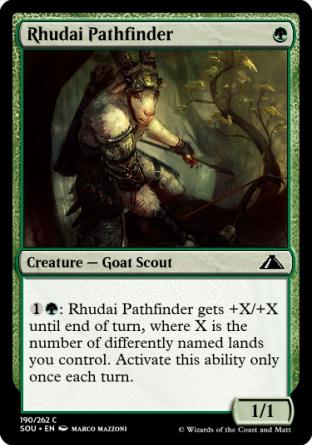 Rhudai Pathfinder
Creature — Goat Scout
1: Rhudai Pathfinder gets +X/+X
until end of turn, where X is the
number of differently named lands
you control. Activate this ability only
once each turn.
1/1
190/262 C
SOU • EN MARCO MAZZONI
© Wizards of the Coast and Matt